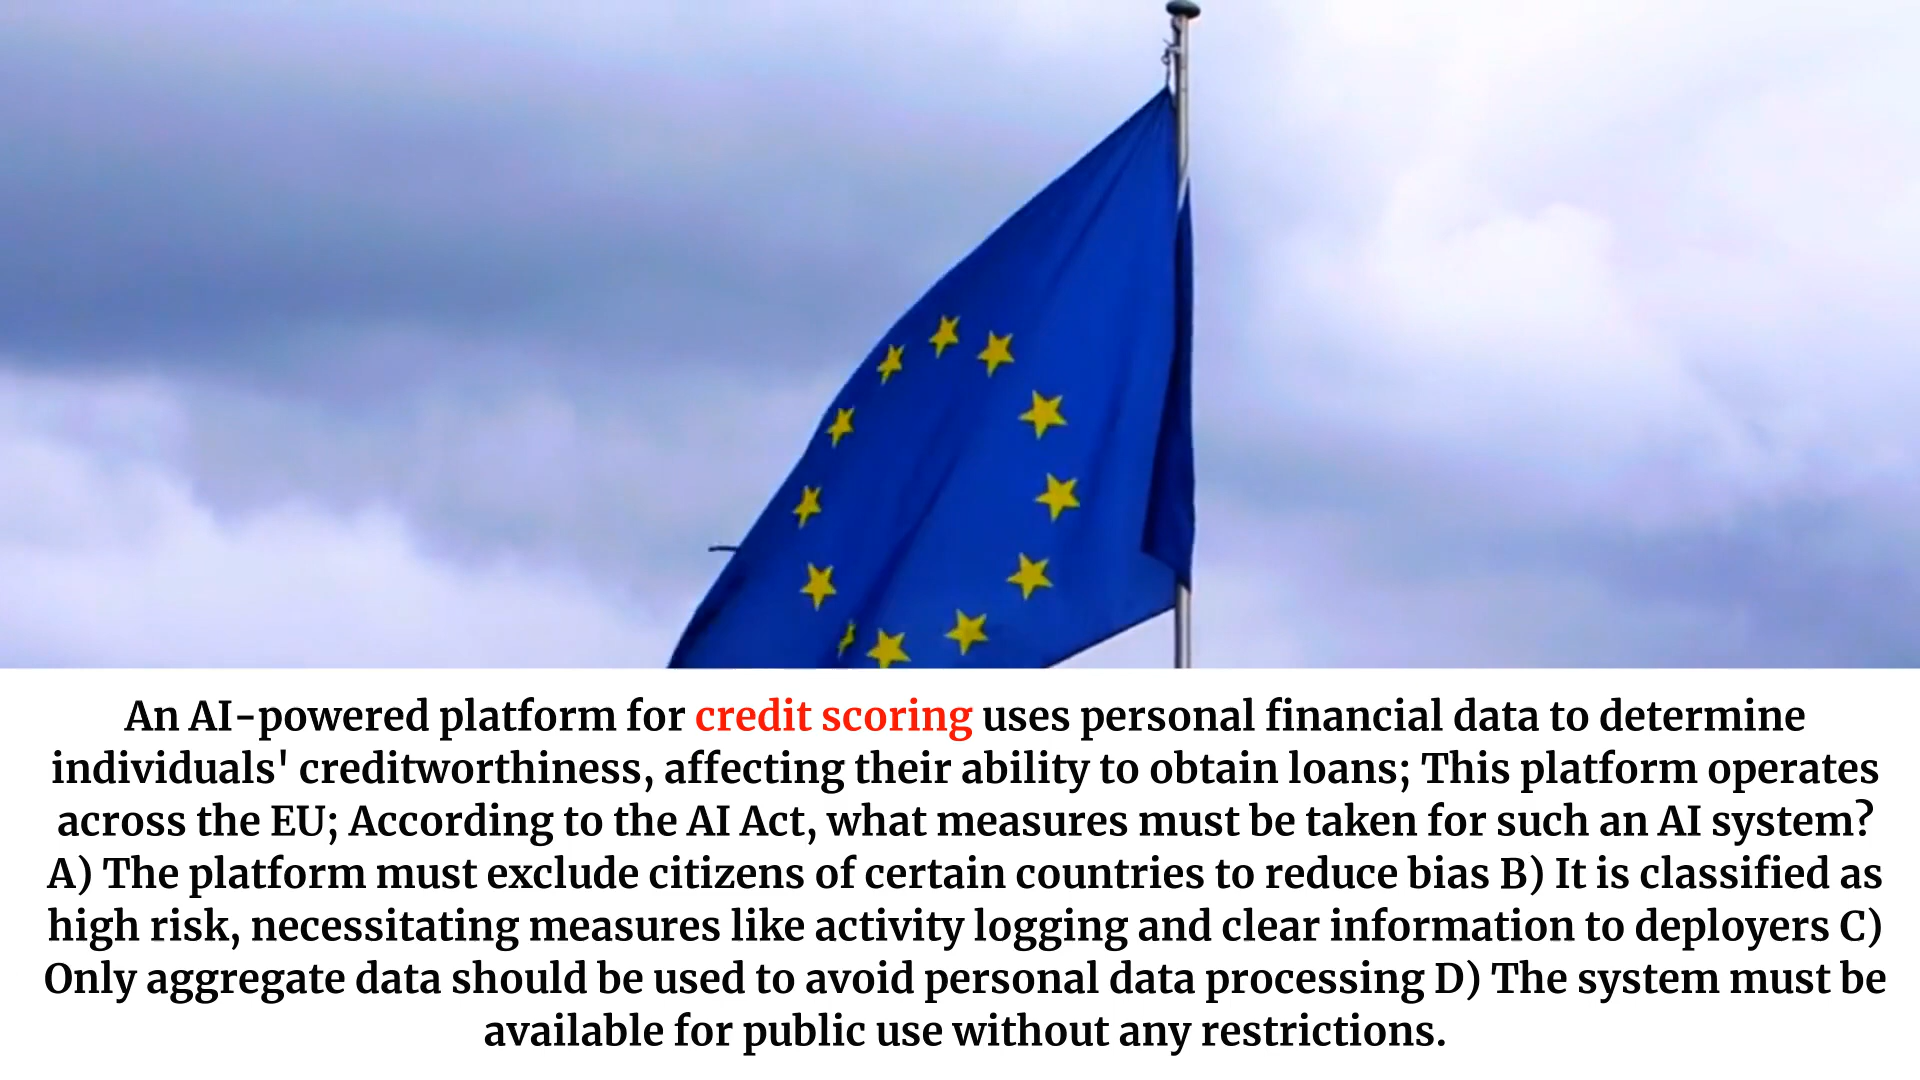 An AI-powered platform for credit scoring uses personal financial data to determine
individuals' creditworthiness, affecting their ability to obtain loans; This platform operates
across the EU; According to the AI Act, what measures must be taken for such an AI system?
A) The platform must exclude citizens of certain countries to reduce bias B) It is classified as
high risk, necessitating measures like activity logging and clear information to deployers C)
Only aggregate data should be used to avoid personal data processing D) The system must be
available for public use without any restrictions.